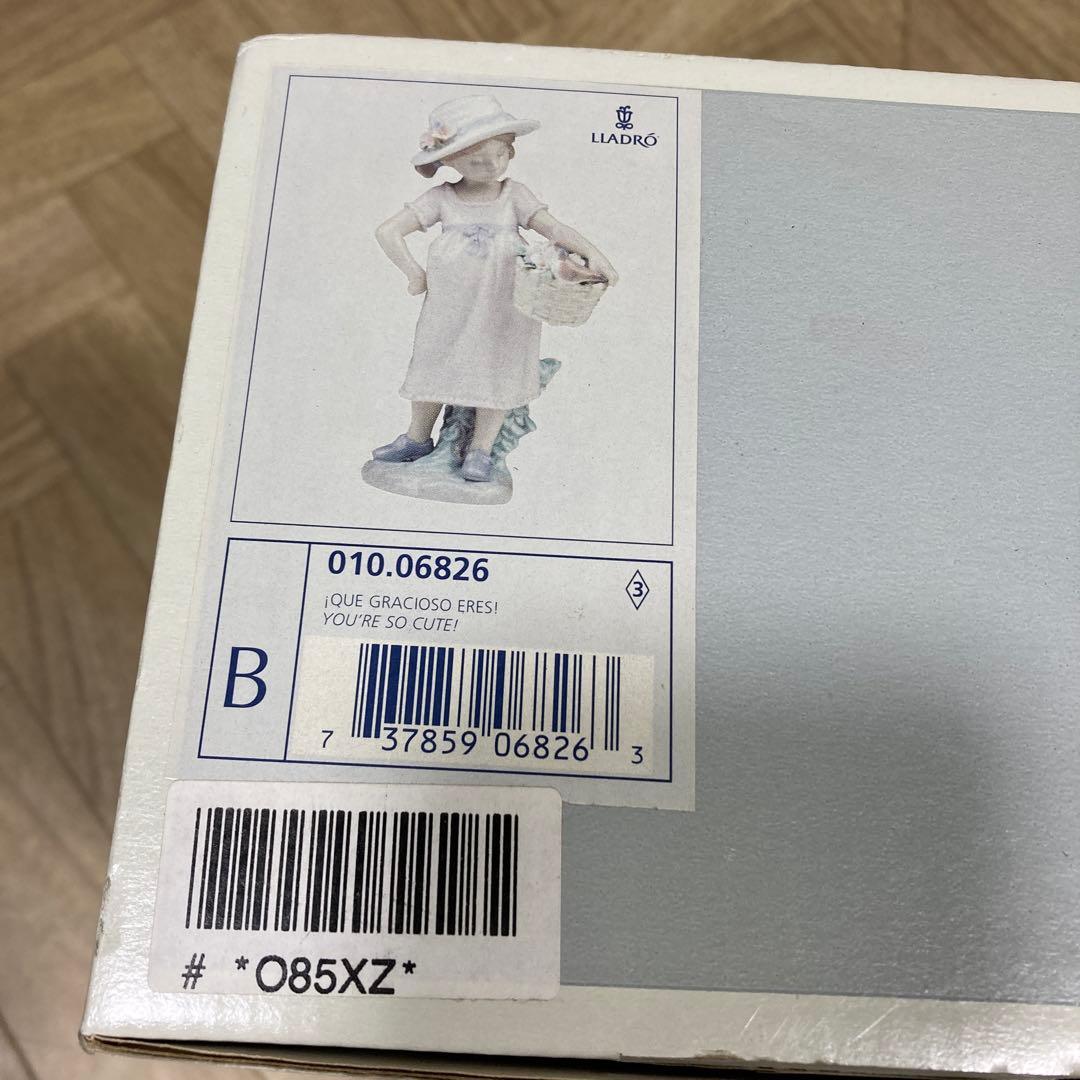 LLADRÓ
010.06826
3
¡QUE GRACIOSO ERES!
YOU'RE SO CUTE!
B
7 37859 06826 3
# *O85XZ*